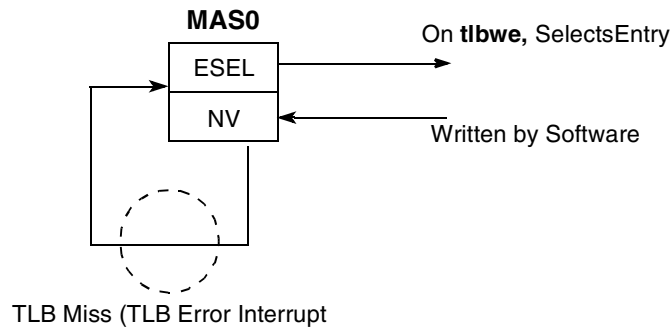 MAS0
On tlbwe, SelectsEntry
ESEL
NV
Written by Software
TLB Miss (TLB Error Interrupt